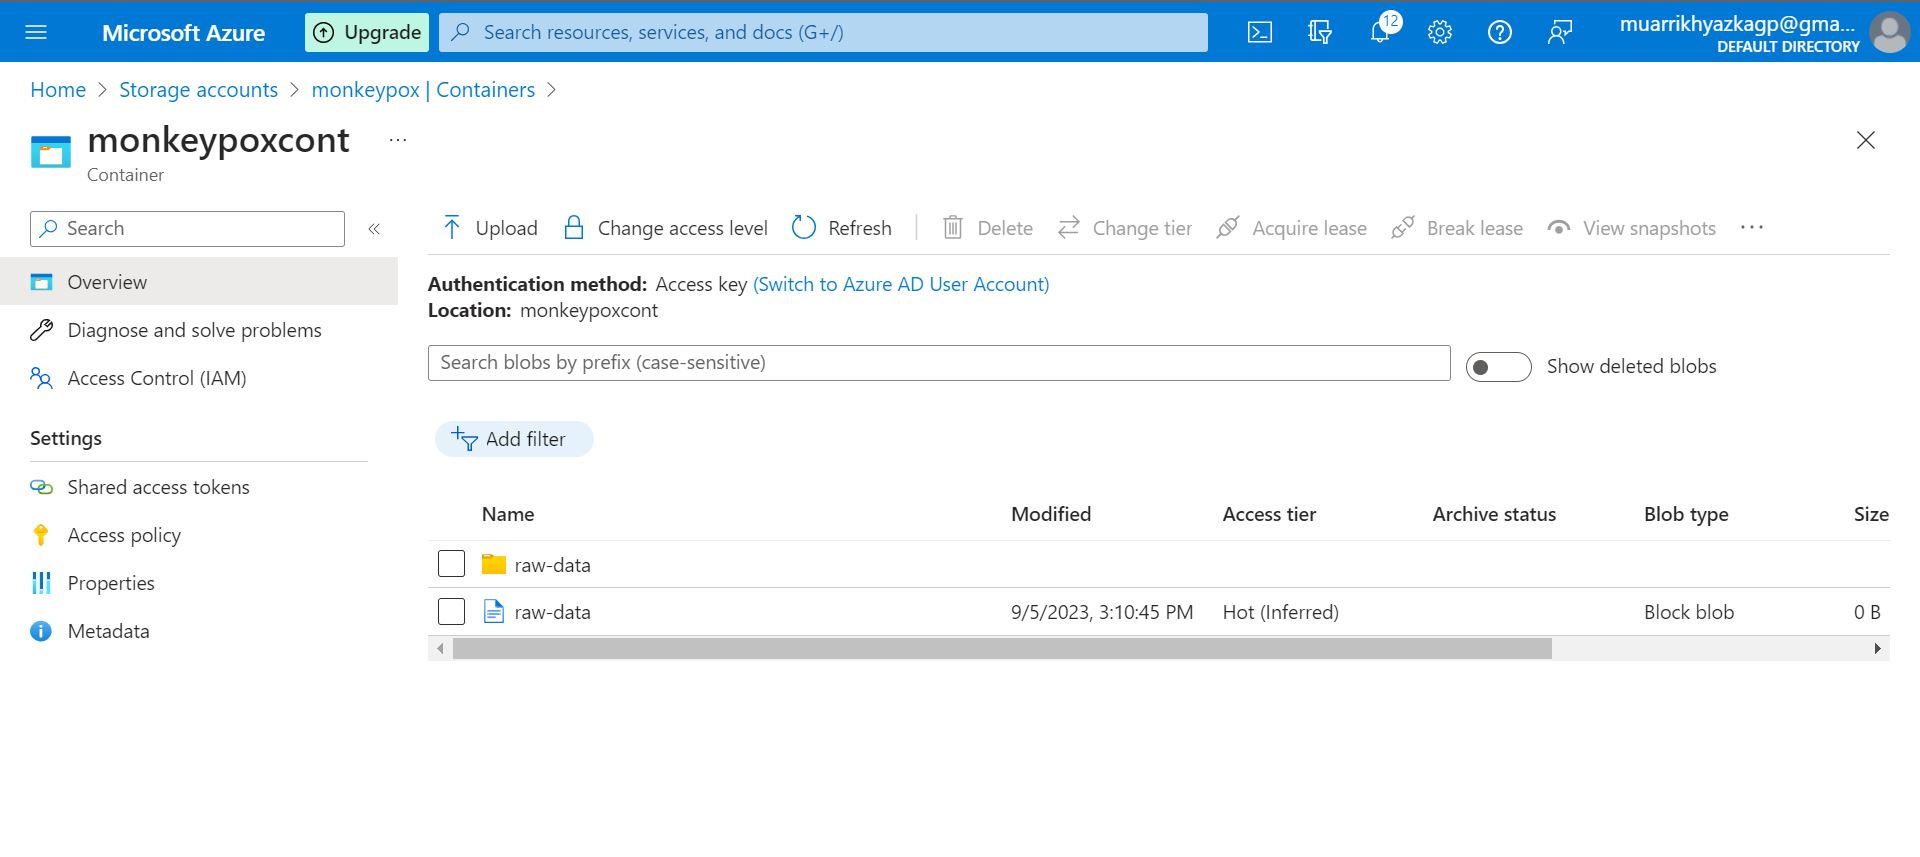 Microsoft Azure
Upgrade
Search resources, services, and docs (G+/)
12
muarrikhyazkagp@gma...
DEFAULT DIRECTORY
Home > Storage accounts > monkeypox | Containers >
monkeypoxcont ...
Container
Search
«
Overview
Diagnose and solve problems
Access Control (IAM)
Settings
Shared access tokens
Access policy
Properties
Metadata
Upload Change access level Refresh Delete Change tier Acquire lease Break lease View snapshots ...
Authentication method: Access key (Switch to Azure AD User Account)
Location: monkeypoxcont
Search blobs by prefix (case-sensitive)
Show deleted blobs
Add filter
Name Modified Access tier Archive status Blob type Size
raw-data
raw-data 9/5/2023, 3:10:45 PM Hot (Inferred) Block blob 0 B